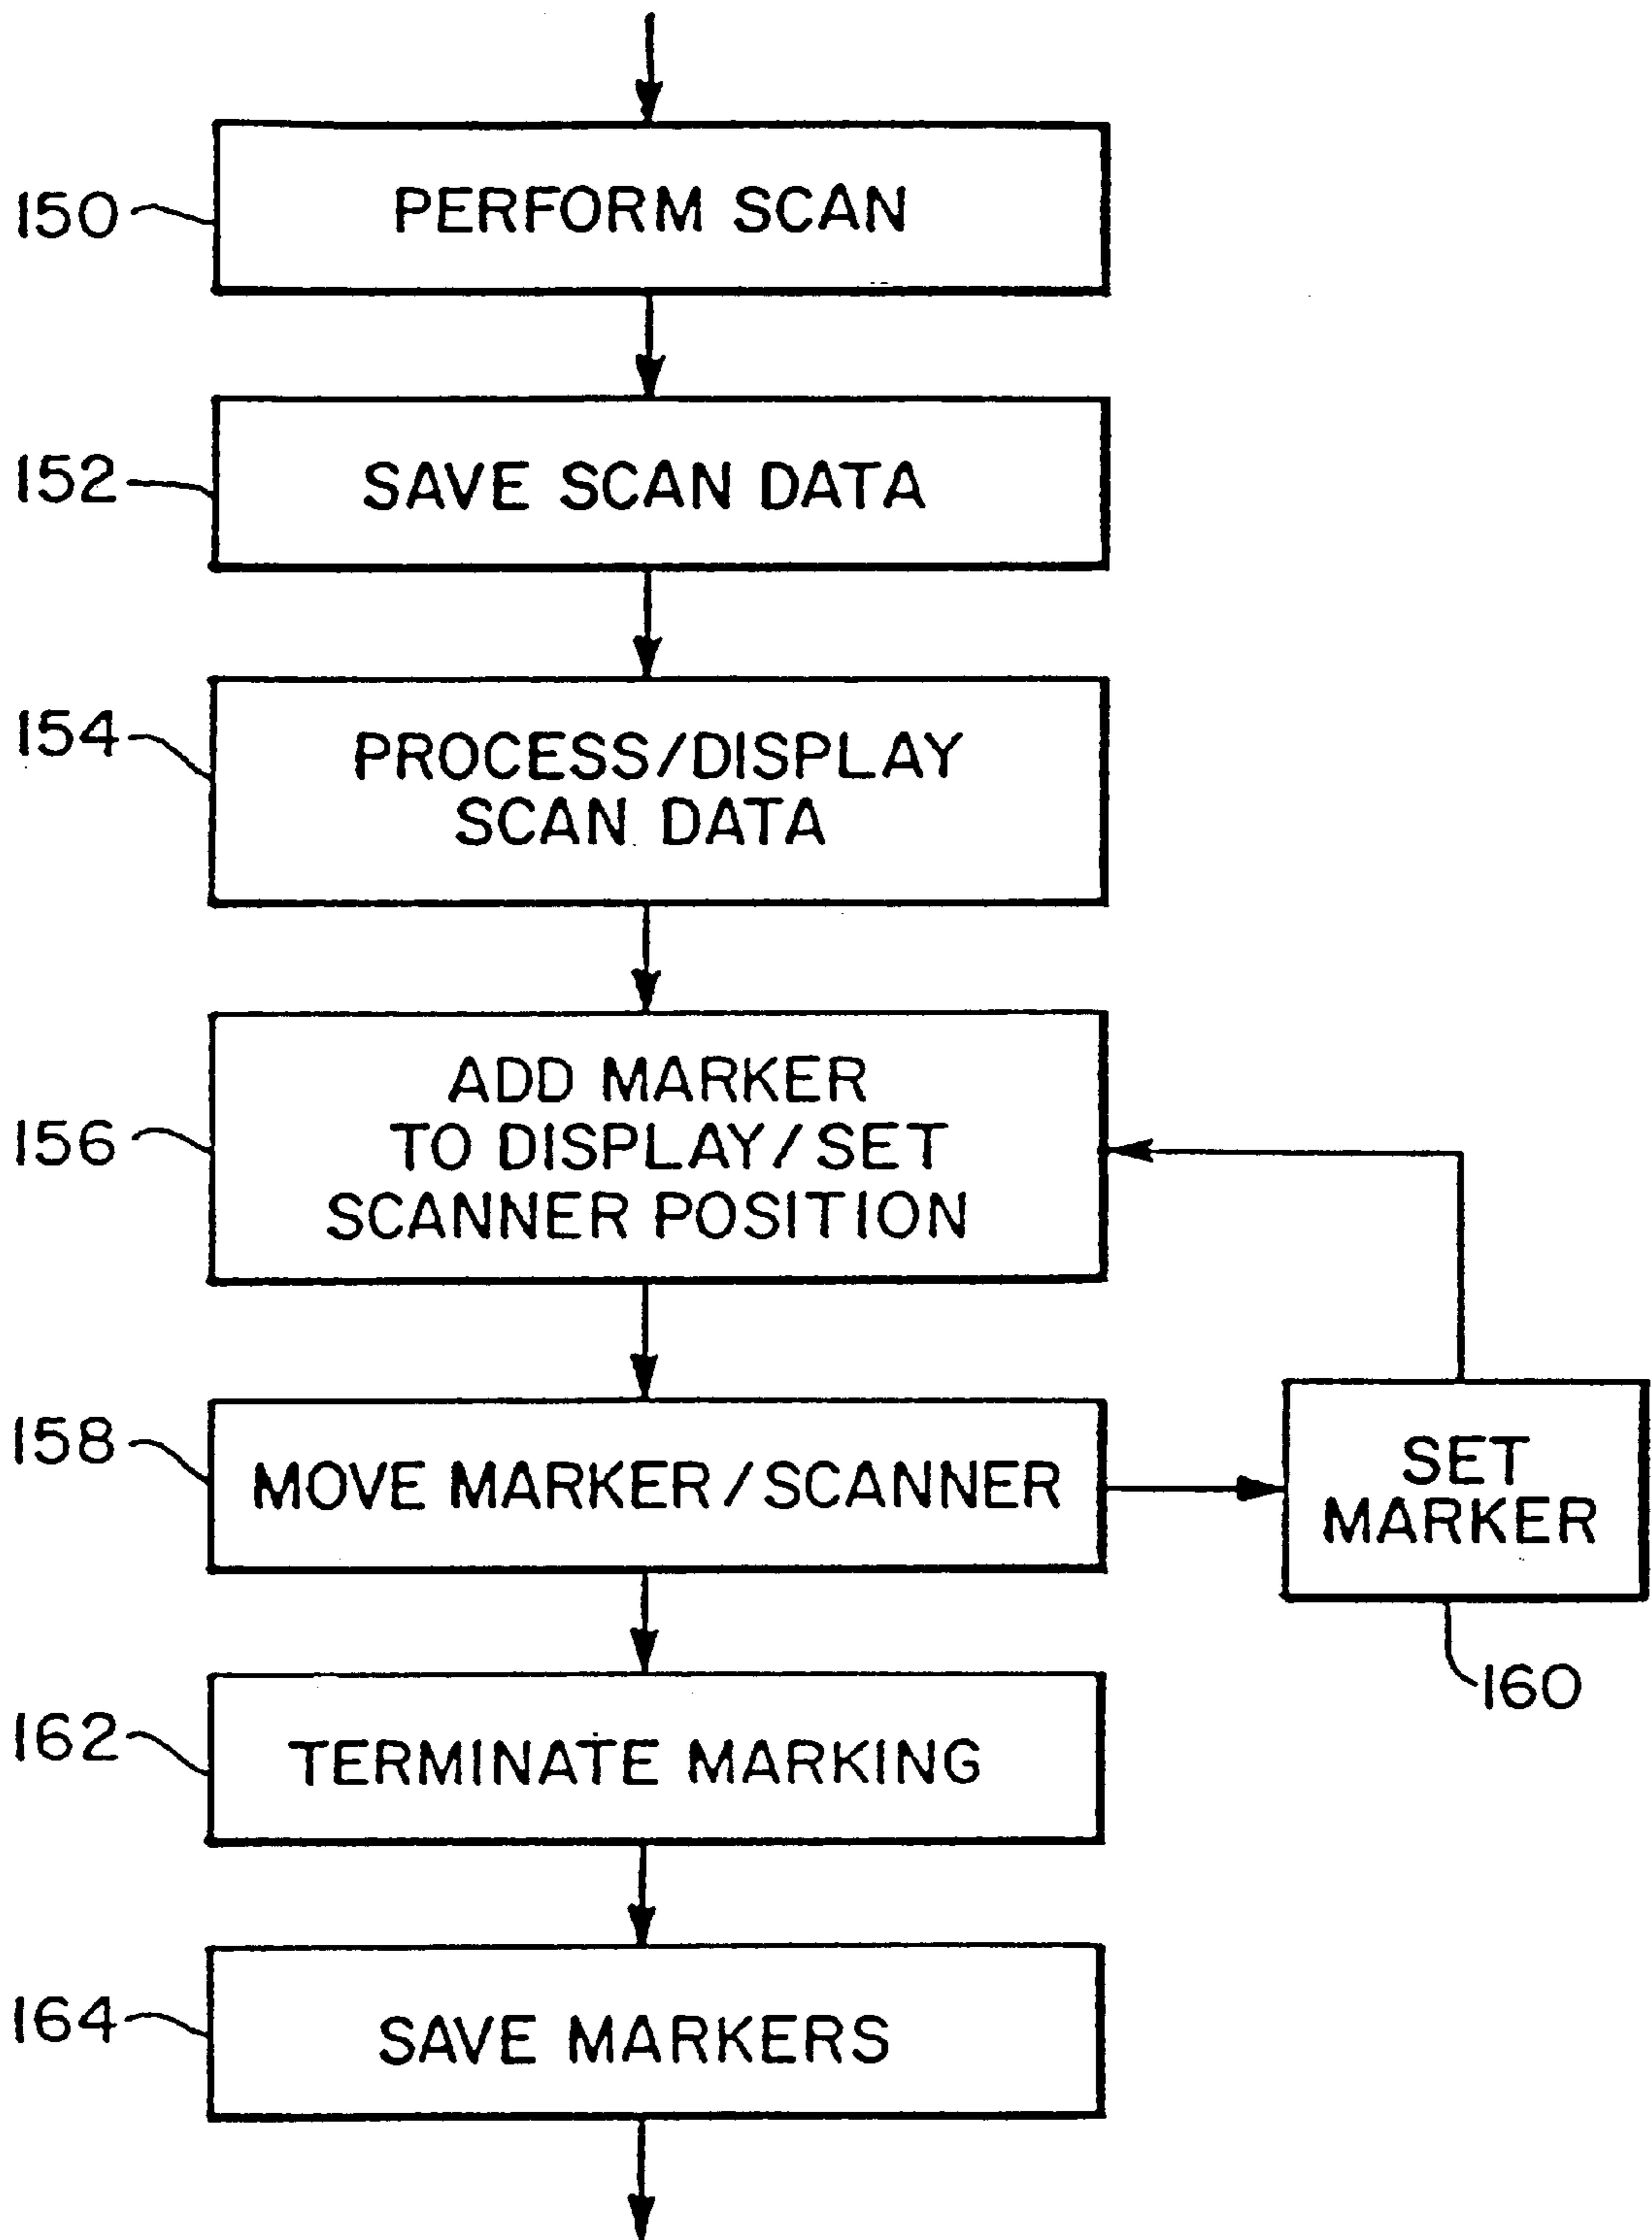 150
PERFORM SCAN
152
SAVE SCAN DATA
154
PROCESS/DISPLAY
SCAN DATA
156
ADD MARKER
TO DISPLAY/SET
SCANNER POSITION
158
MOVE MARKER/SCANNER
SET
MARKER
160
162
TERMINATE MARKING
164
SAVE MARKERS